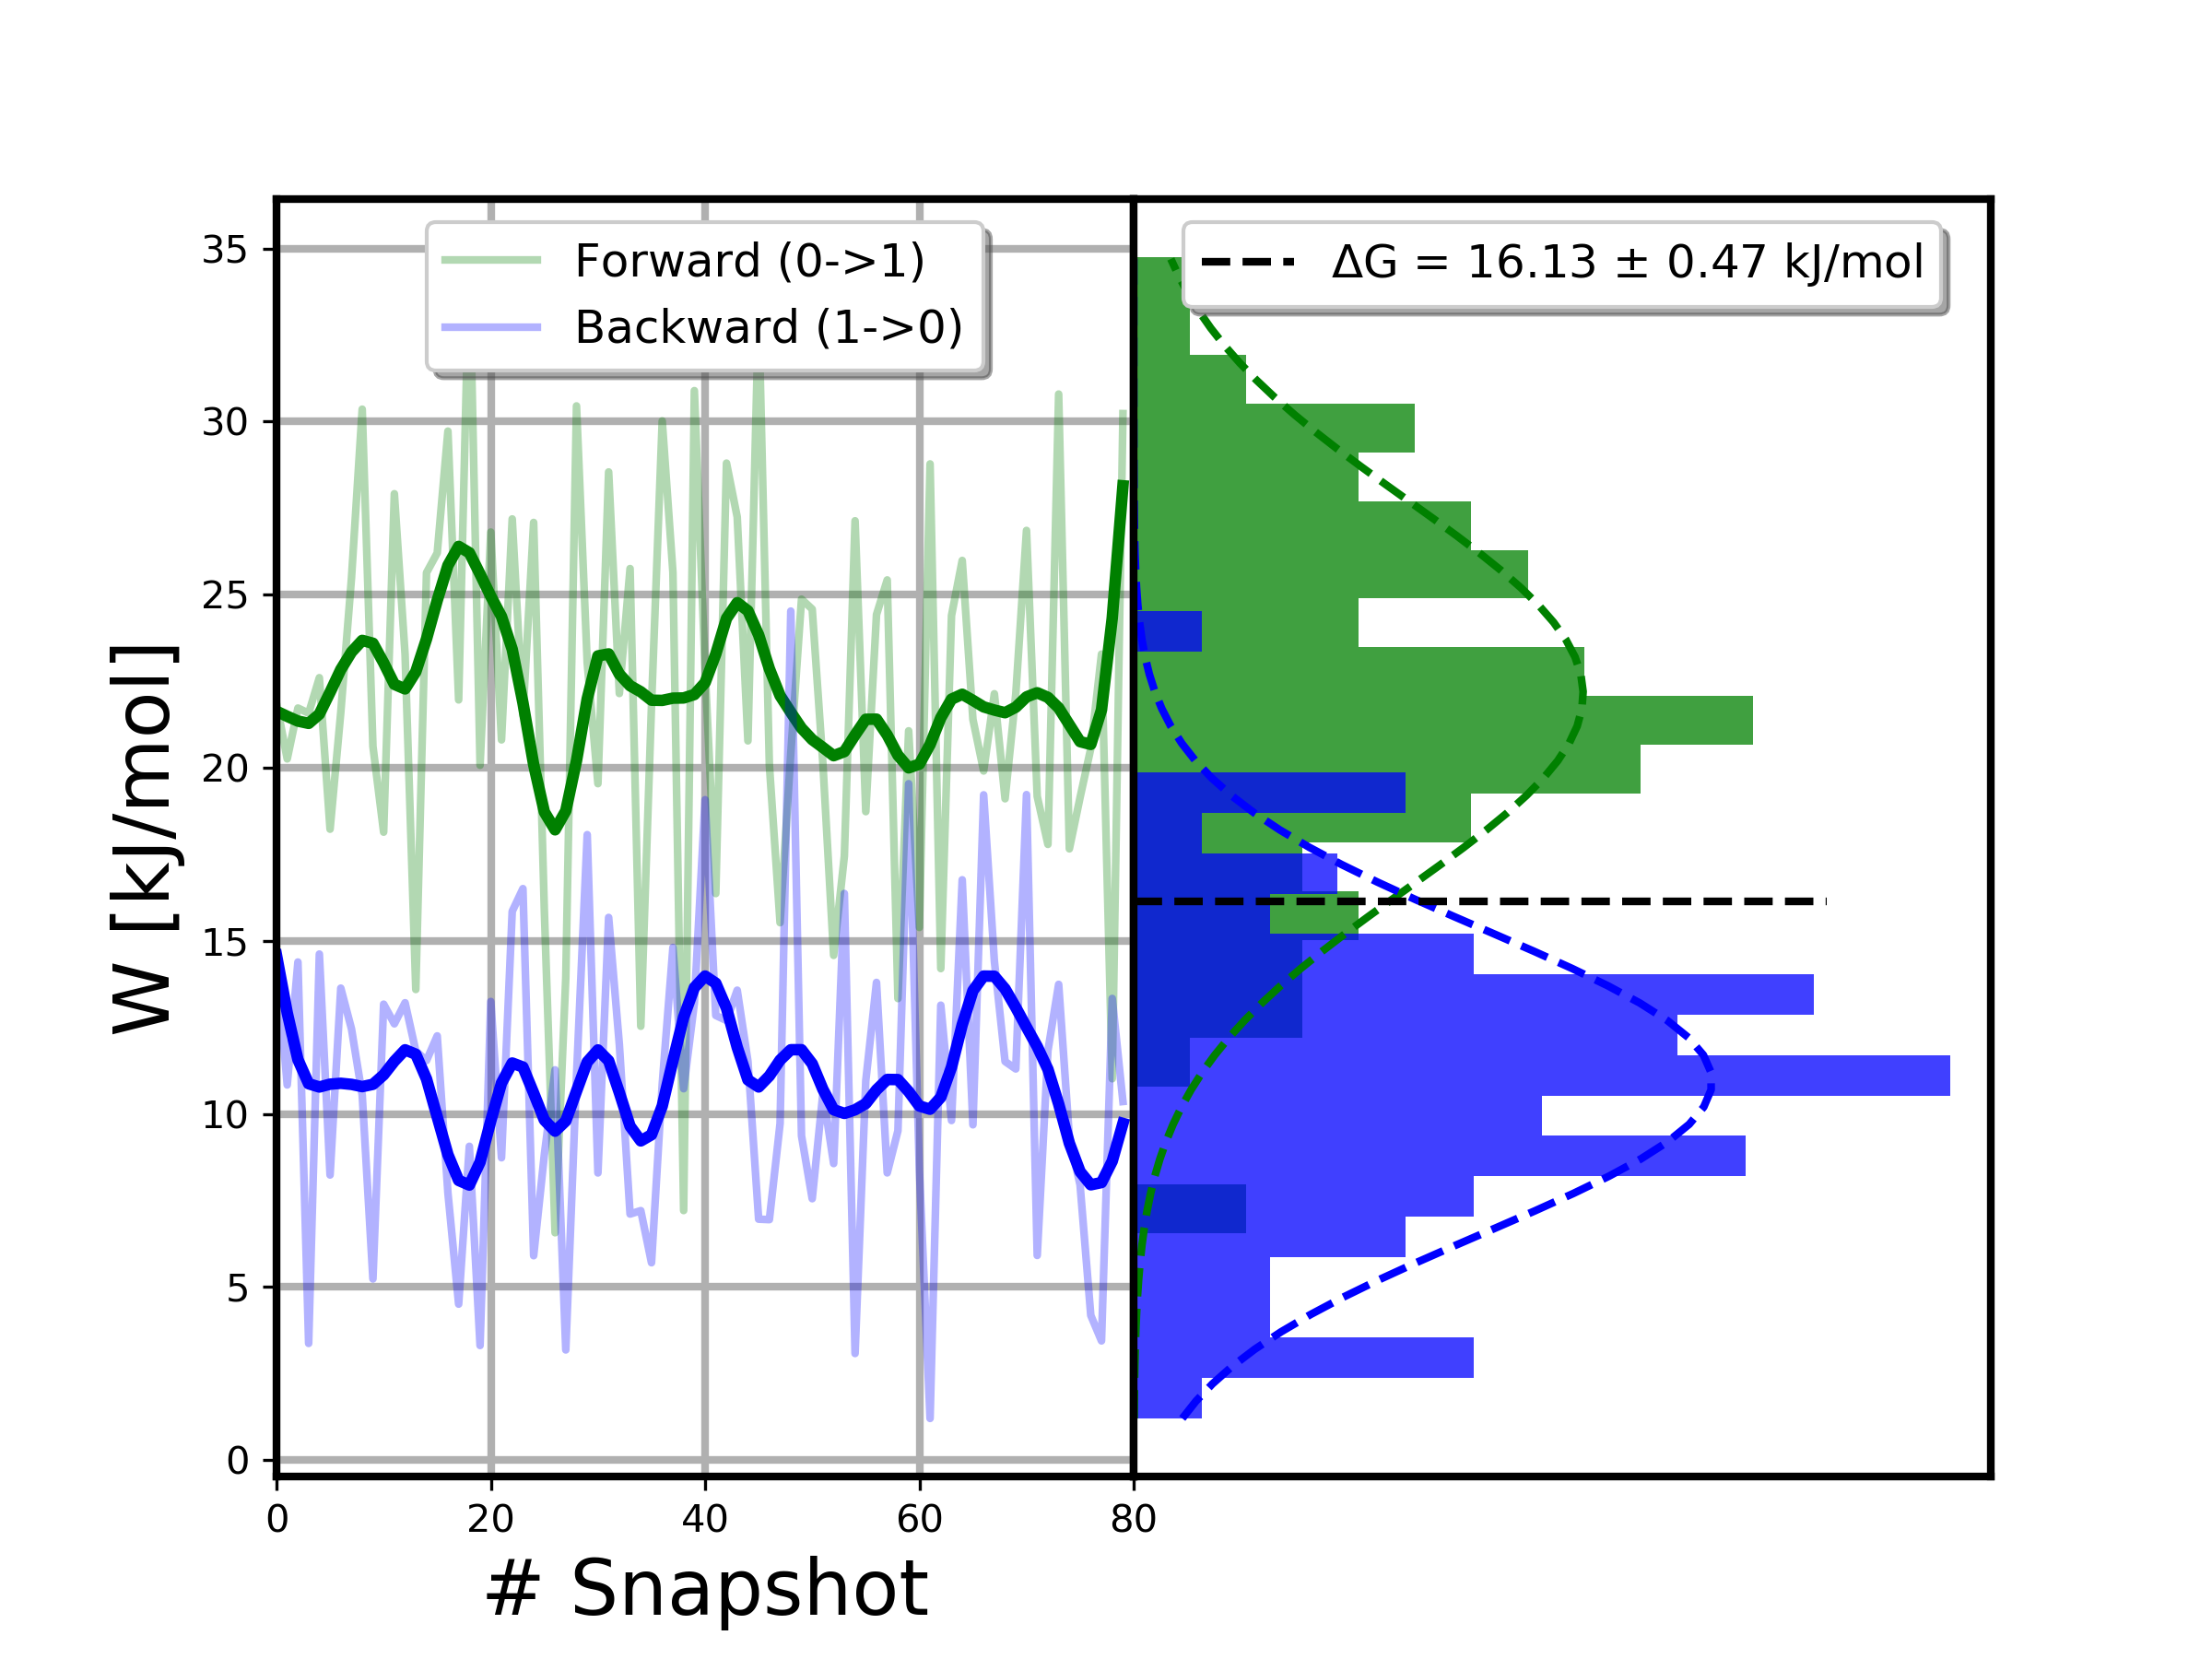 Forward (0->1)
Backward (1->0)
ΔG = 16.13 ± 0.47 kJ/mol
W [kJ/mol]
35
30
25
20
15
10
5
0
0 20 40 60 80
# Snapshot